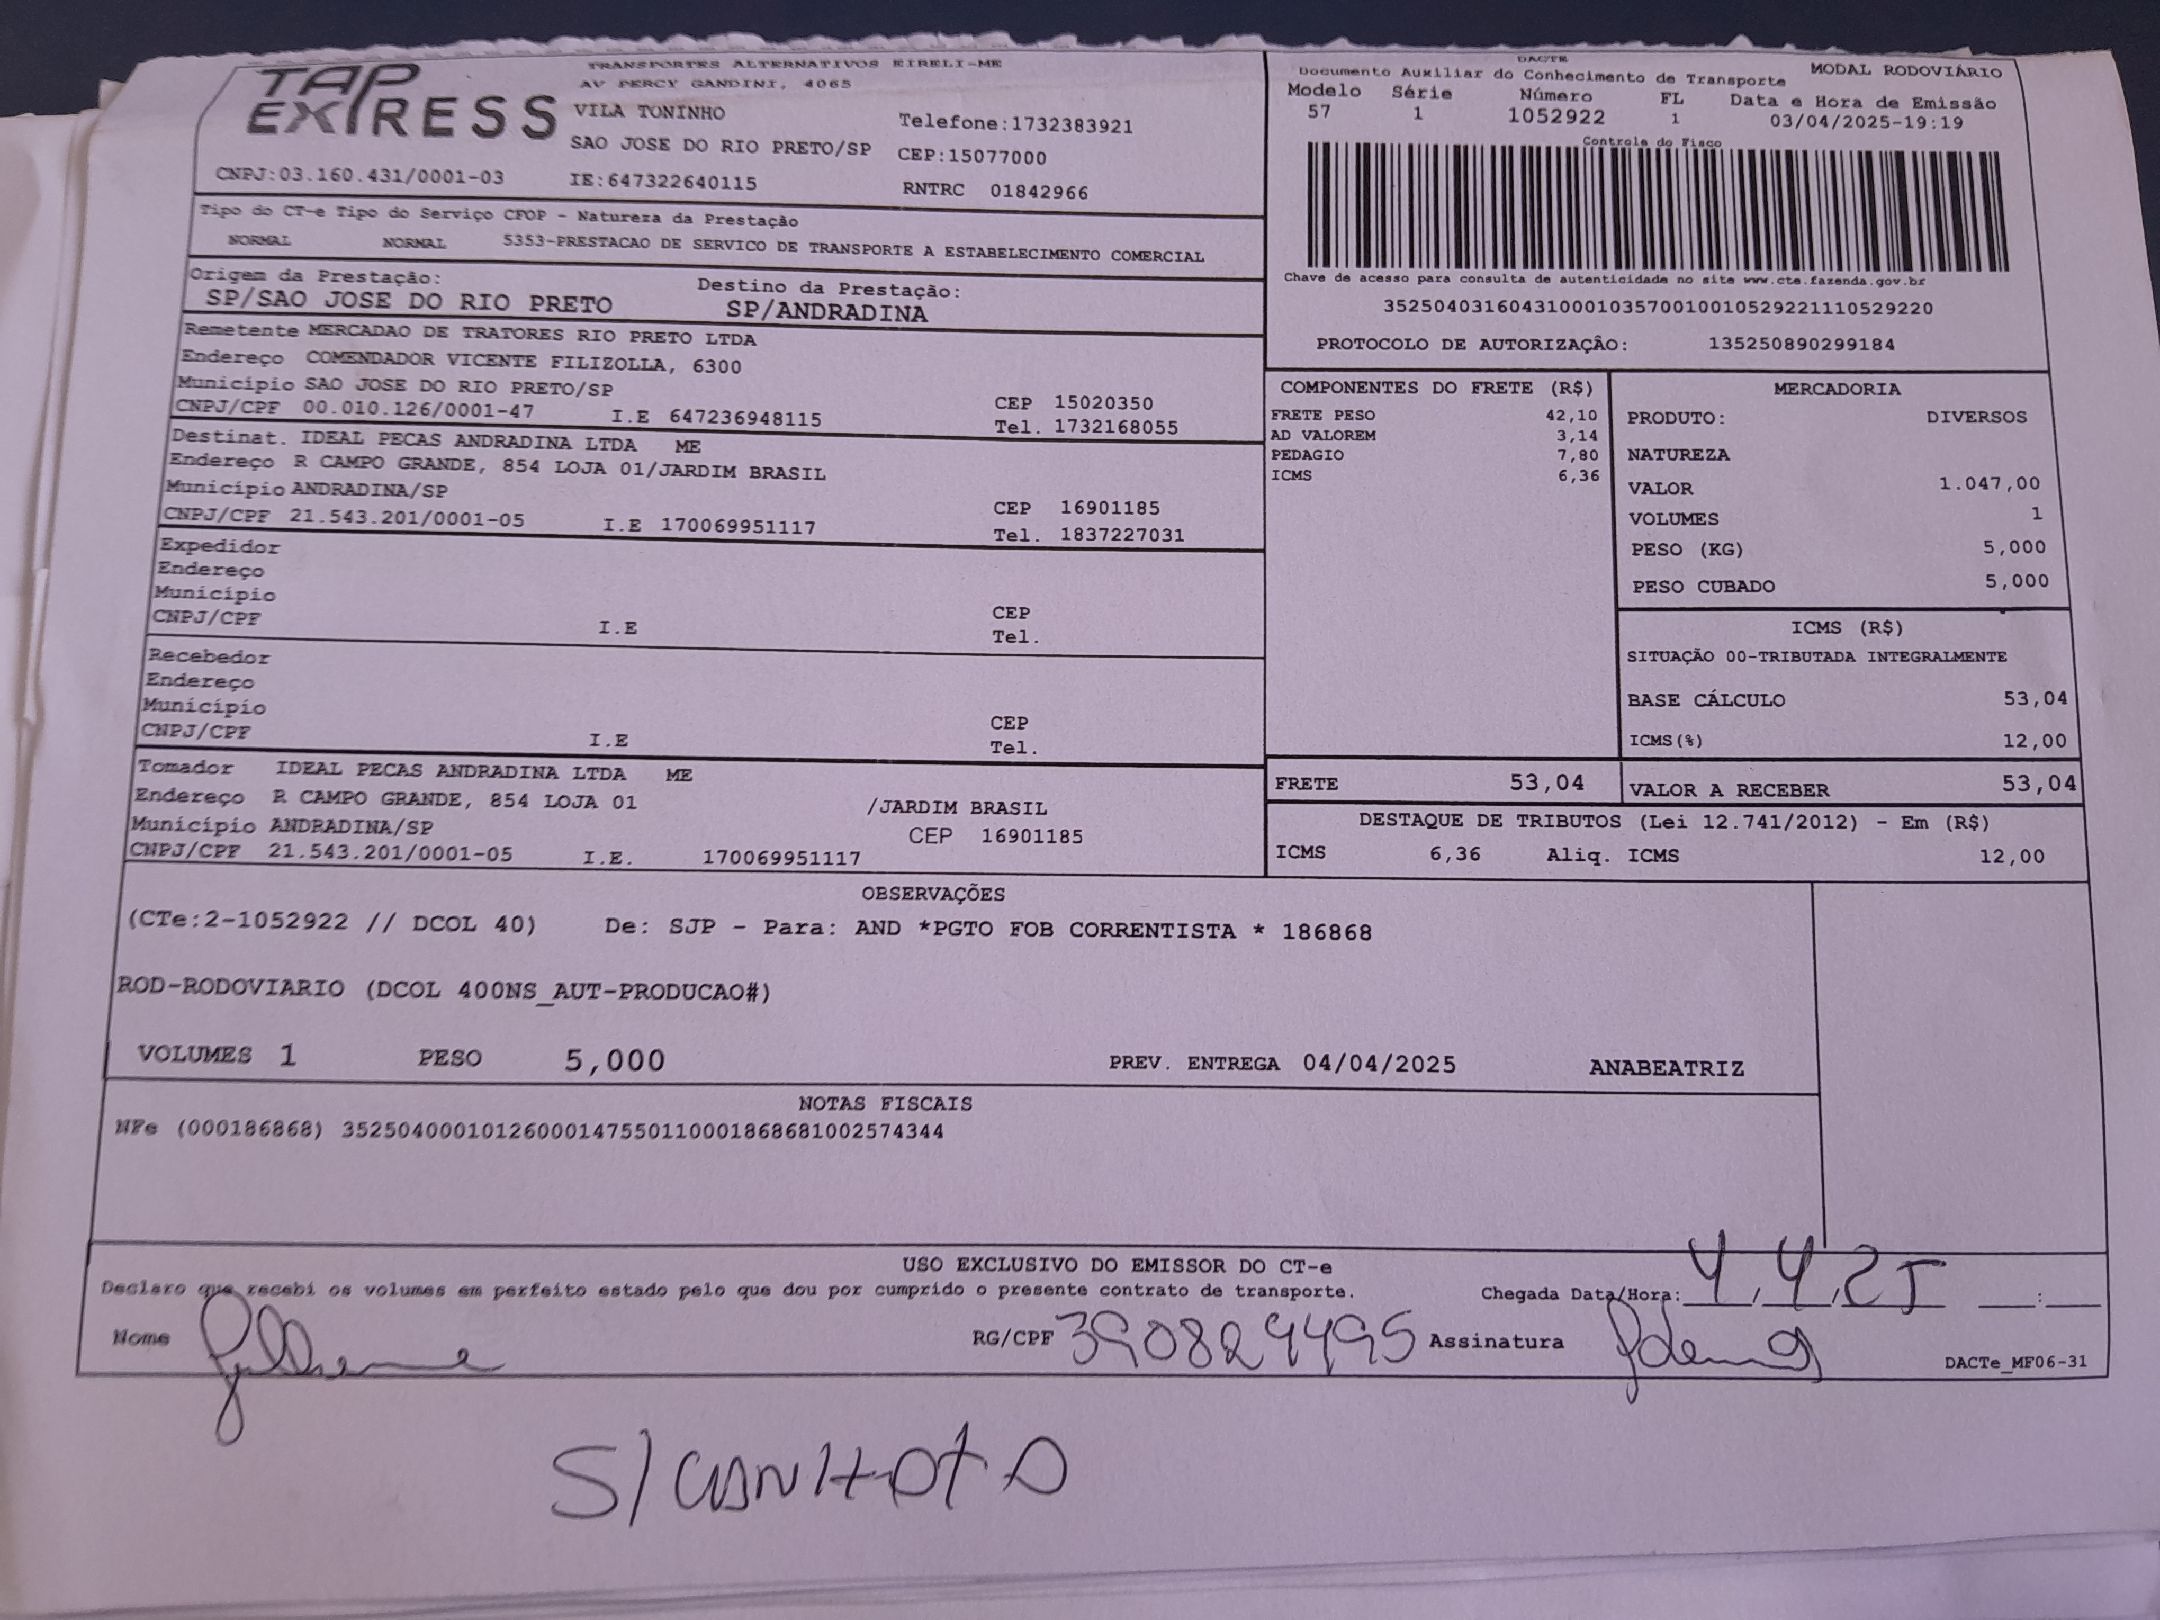 TAP EXPRESS
TRANSPORTES ALTERNATIVOS EIRELI-ME
AV PERCY GANDINI, 4065
VILA TONINHO
Telefone:1732383921
SAO JOSE DO RIO PRETO/SP
CEP:15077000
CNPJ:03.160.431/0001-03
IE:647322640115
RNTRC 01842966
DACTE
Documento Auxiliar do Conhecimento de Transporte
MODAL RODOVIÁRIO
Modelo Série Número FL Data e Hora de Emissão
57 1 1052922 1 03/04/2025-19:19
Controle do Fisco
Chave de acesso para consulta de autenticidade no site www.cte.fazenda.gov.br
35250403160431000103570010010529221110529220
PROTOCOLO DE AUTORIZAÇÃO: 135250890299184
Tipo do CT-e Tipo do Serviço CFOP - Natureza da Prestação
NORMAL NORMAL 5353-PRESTACAO DE SERVICO DE TRANSPORTE A ESTABELECIMENTO COMERCIAL
Origem da Prestação: Destino da Prestação:
SP/SAO JOSE DO RIO PRETO SP/ANDRADINA
Remetente MERCADAO DE TRATORES RIO PRETO LTDA
Endereço COMENDADOR VICENTE FILIZOLLA, 6300
Município SAO JOSE DO RIO PRETO/SP CEP 15020350
CNPJ/CPF 00.010.126/0001-47 I.E 647236948115 Tel. 1732168055
Destinat. IDEAL PECAS ANDRADINA LTDA ME
Endereço R CAMPO GRANDE, 854 LOJA 01/JARDIM BRASIL
Município ANDRADINA/SP CEP 16901185
CNPJ/CPF 21.543.201/0001-05 I.E 170069951117 Tel. 1837227031
Expedidor
Endereço
Município CEP
CNPJ/CPF I.E Tel.
Recebedor
Endereço
Município CEP
CNPJ/CPF I.E Tel.
Tomador IDEAL PECAS ANDRADINA LTDA ME
Endereço R CAMPO GRANDE, 854 LOJA 01 /JARDIM BRASIL
Município ANDRADINA/SP CEP 16901185
CNPJ/CPF 21.543.201/0001-05 I.E. 170069951117
COMPONENTES DO FRETE (R$)
FRETE PESO 42,10
AD VALOREM 3,14
PEDAGIO 7,80
ICMS 6,36
MERCADORIA
PRODUTO: DIVERSOS
NATUREZA
VALOR 1.047,00
VOLUMES 1
PESO (KG) 5,000
PESO CUBADO 5,000
ICMS (R$)
SITUAÇÃO 00-TRIBUTADA INTEGRALMENTE
BASE CÁLCULO 53,04
ICMS(%) 12,00
FRETE 53,04 VALOR A RECEBER 53,04
DESTAQUE DE TRIBUTOS (Lei 12.741/2012) - Em (R$)
ICMS 6,36 Aliq. ICMS 12,00
OBSERVAÇÕES
(CTe:2-1052922 // DCOL 40) De: SJP - Para: AND *PGTO FOB CORRENTISTA * 186868
ROD-RODOVIARIO (DCOL 400NS_AUT-PRODUCAO#)
VOLUMES 1 PESO 5,000 PREV. ENTREGA 04/04/2025 ANABEATRIZ
NOTAS FISCAIS
NFe (000186868) 35250400010126000147550110001868681002574344
USO EXCLUSIVO DO EMISSOR DO CT-e
Declaro que recebi os volumes em perfeito estado pelo que dou por cumprido o presente contrato de transporte. Chegada Data/Hora: 4/4/25 __:__
Nome Guilherme RG/CPF 390829495 Assinatura
DACTe_MF06-31
S/ CANHOTO